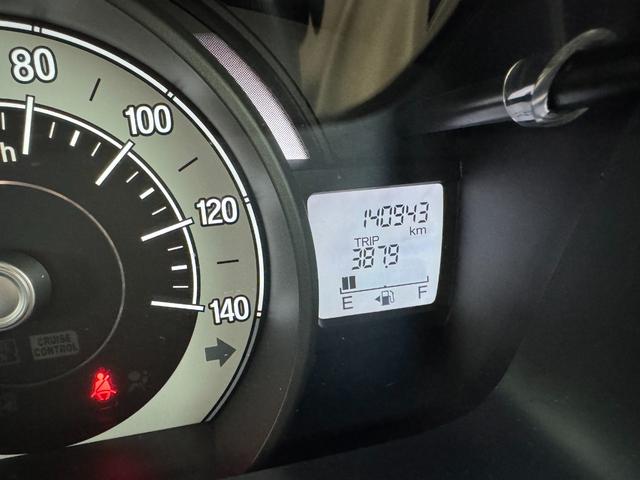 80
100
120
140
h
CRUISE
CONTROL
140943
km
TRIP
387.9
E F